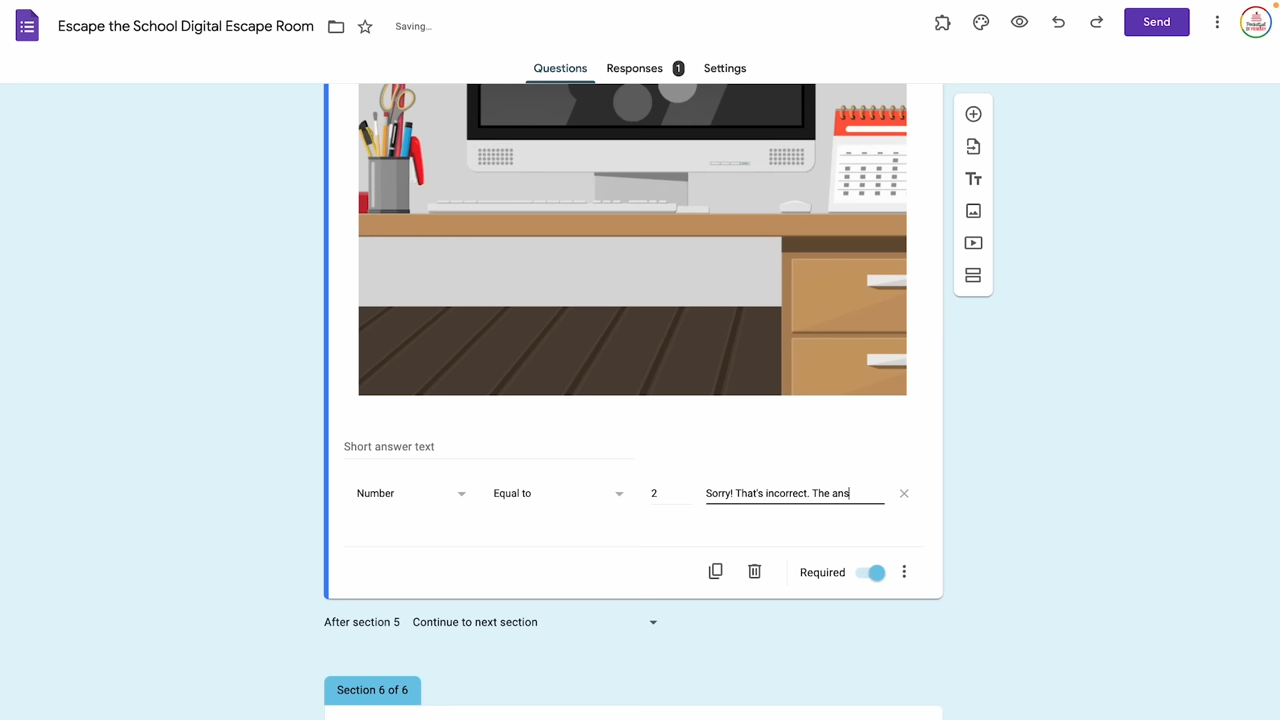 Escape the School Digital Escape Room
Saving...
Send
Questions
Responses
1
Settings
Short answer text
Number
Equal to
2
Sorry! That's incorrect. The ans
Required
After section 5
Continue to next section
Section 6 of 6